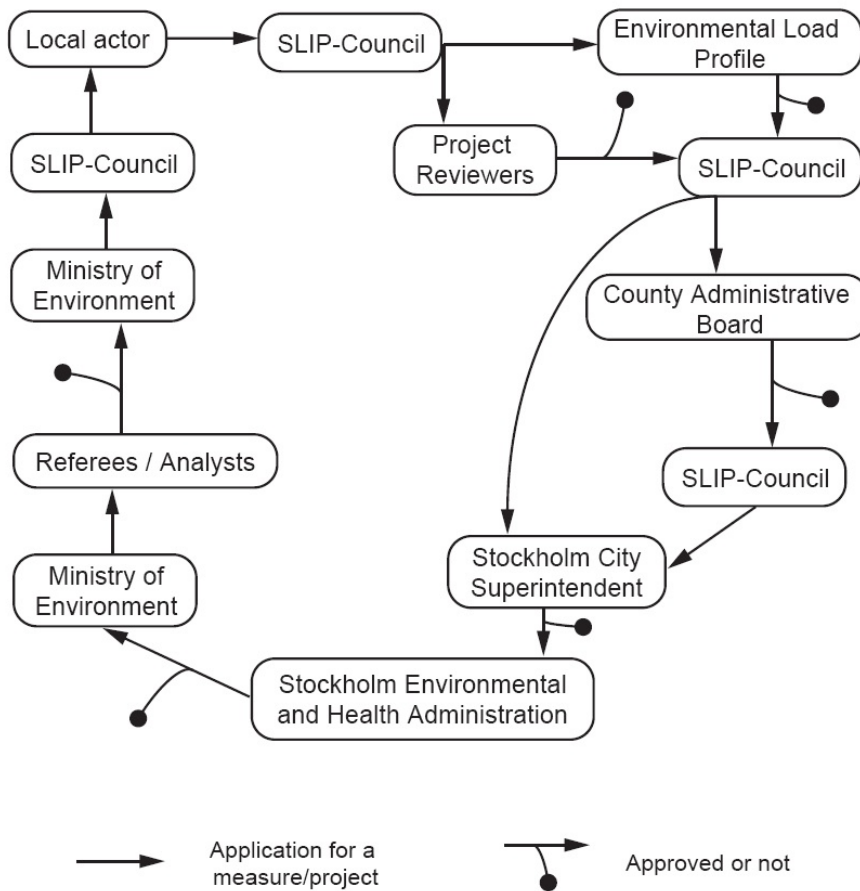 Local actor
SLIP-Council
Environmental Load
Profile
Project
Reviewers
SLIP-Council
SLIP-Council
Ministry of
Environment
County Administrative
Board
Referees / Analysts
SLIP-Council
Ministry of
Environment
Stockholm City
Superintendent
Stockholm Environmental
and Health Administration
Application for a
measure/project
Approved or not